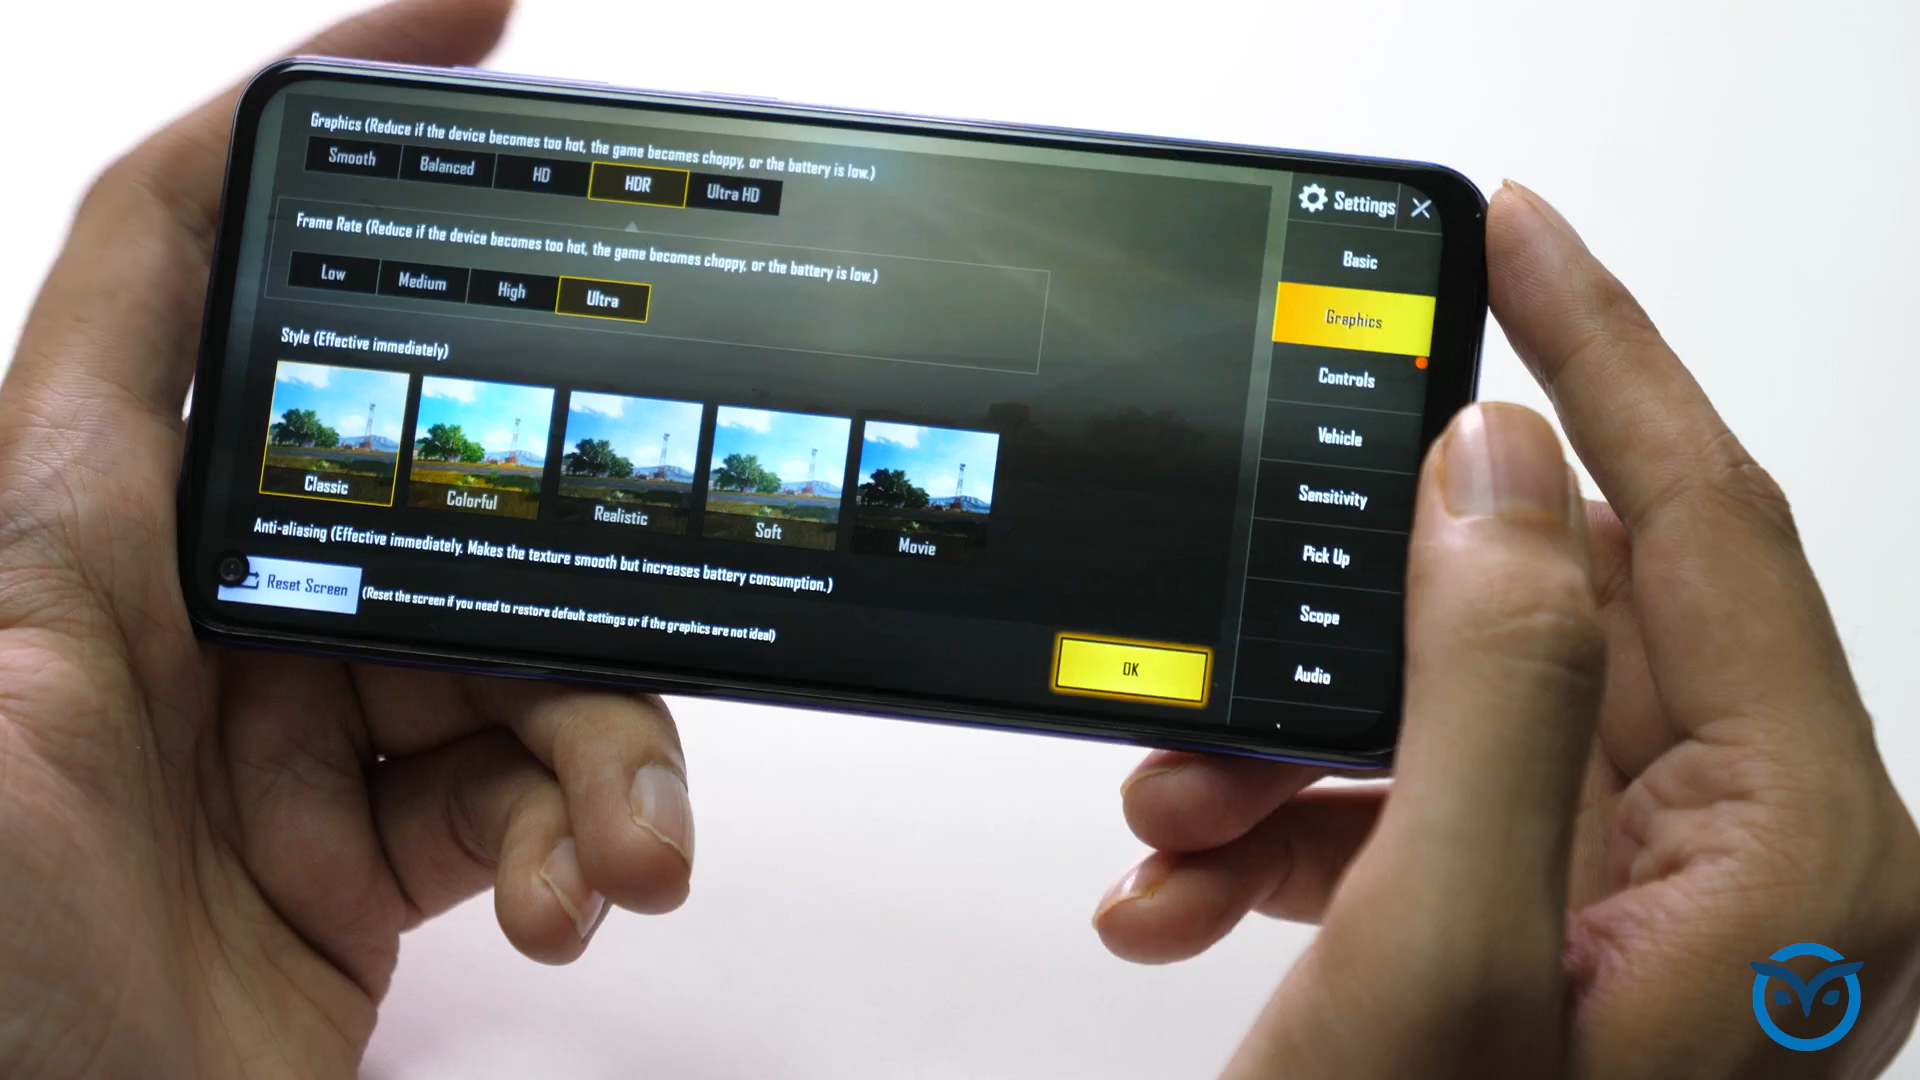 Graphics (Reduce if the device becomes too hot, the game becomes choppy, or the battery is low.)
Smooth Balanced HD HDR Ultra HD
Frame Rate (Reduce if the device becomes too hot, the game becomes choppy, or the battery is low.)
Low Medium High Ultra
Style (Effective immediately)
Classic Colorful Realistic Soft Movie
Anti-aliasing (Effective immediately. Makes the texture smooth but increases battery consumption.)
Reset Screen (Reset the screen if you need to restore default settings or if the graphics are not ideal)
OK
Settings
Basic
Graphics
Controls
Vehicle
Sensitivity
Pick Up
Scope
Audio